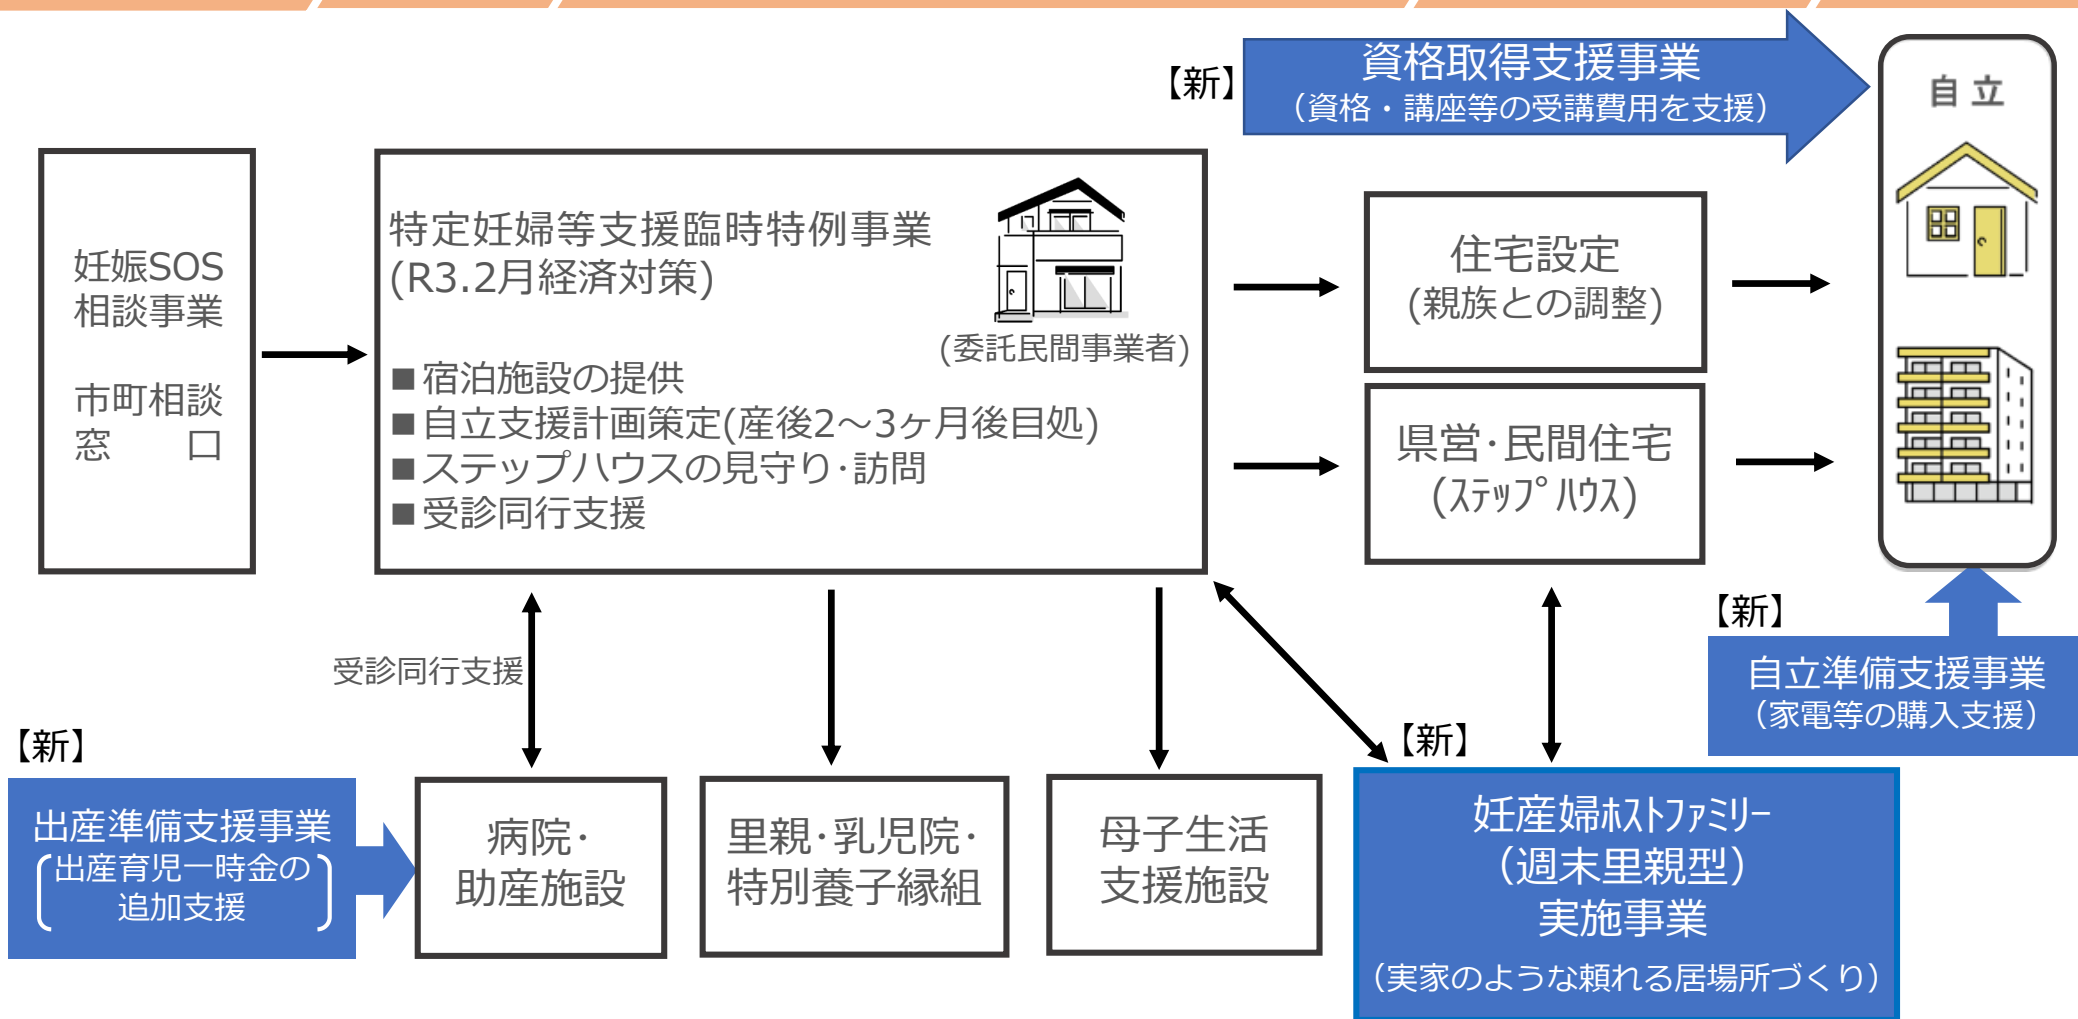 【新】
資格取得支援事業
（資格・講座等の受講費用を支援）
自 立
妊娠SOS
相談事業
市町相談
窓　　口
特定妊婦等支援臨時特例事業
(R3.2月経済対策)
(委託民間事業者)
■宿泊施設の提供
■自立支援計画策定(産後2～3ヶ月後目処)
■ステップハウスの見守り･訪問
■受診同行支援
住宅設定
(親族との調整)
県営･民間住宅
(ｽﾃｯﾌﾟﾊｳｽ)
受診同行支援
【新】
自立準備支援事業
（家電等の購入支援）
【新】
出産準備支援事業
出産育児一時金の
追加支援
病院･
助産施設
里親･乳児院･
特別養子縁組
母子生活
支援施設
【新】
妊産婦ﾎｽﾄﾌｧﾐﾘｰ
（週末里親型）
実施事業
（実家のような頼れる居場所づくり）